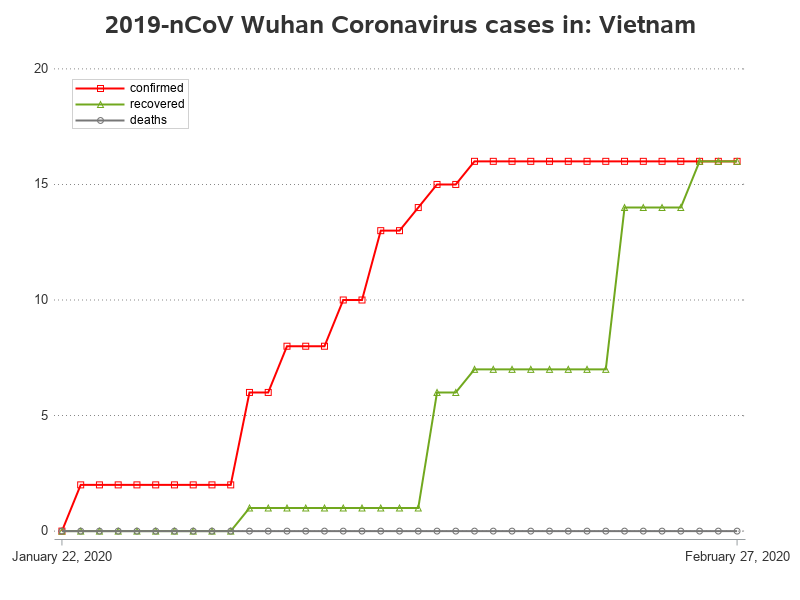 2019-nCoV Wuhan Coronavirus cases in: Vietnam
20
confirmed
recovered
deaths
15
10
5
0
January 22, 2020
February 27, 2020